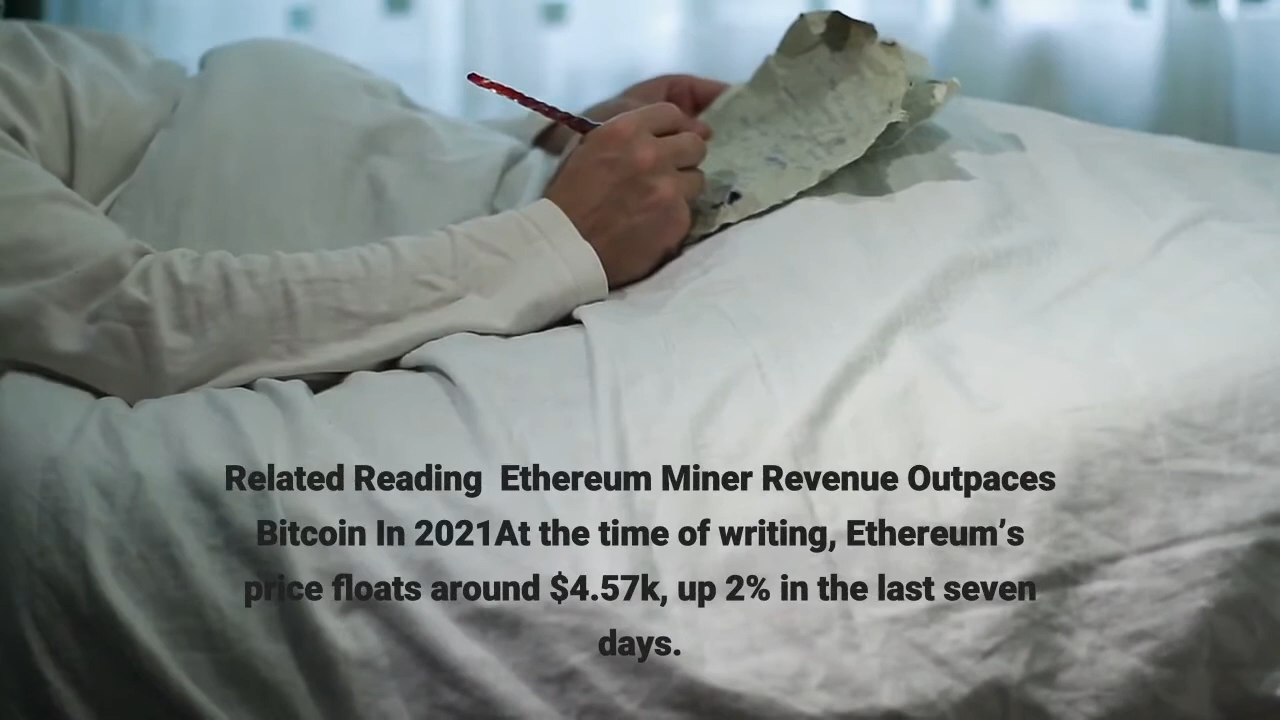 Related Reading  Ethereum Miner Revenue Outpaces
Bitcoin In 2021At the time of writing, Ethereum’s
price floats around $4.57k, up 2% in the last seven
days.